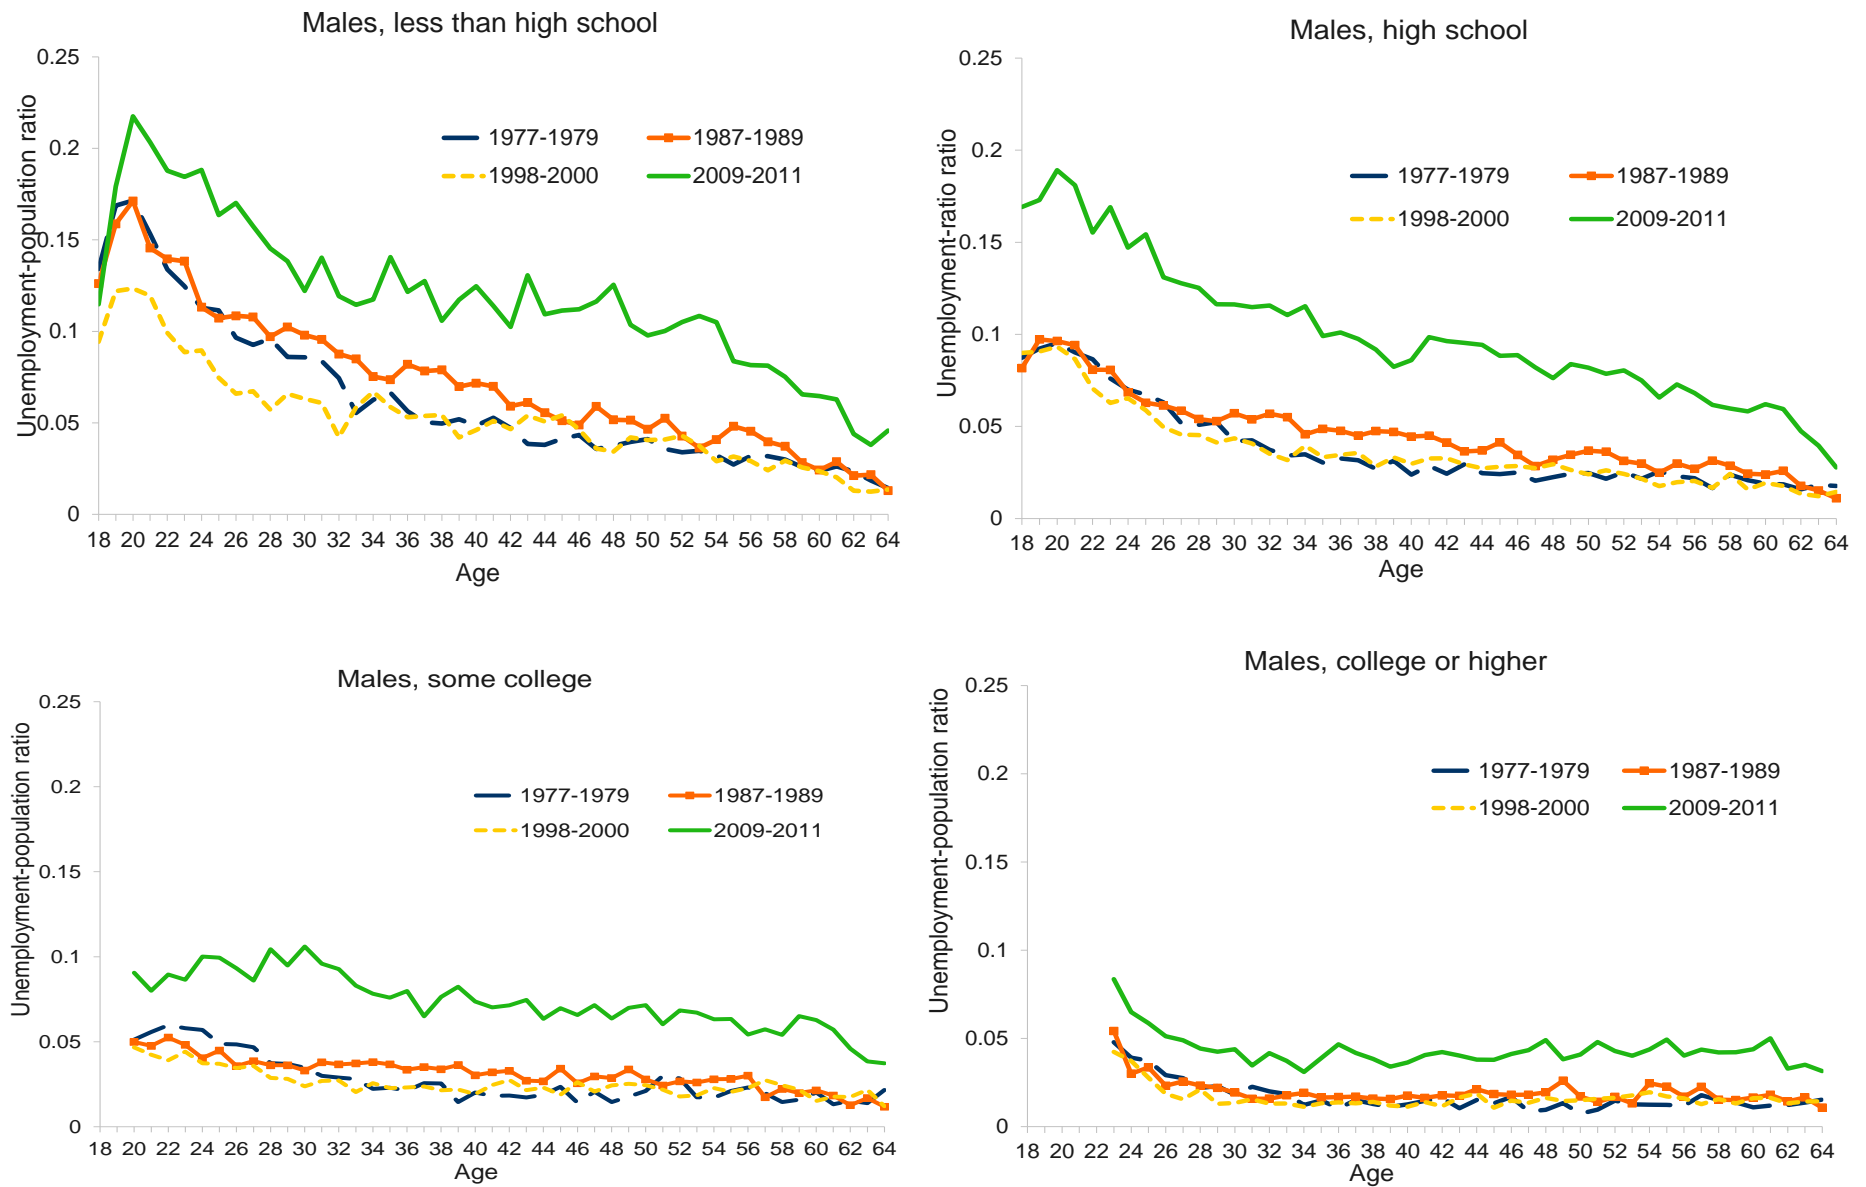 Males, less than high school
Unemployment-population ratio
0.25
0.2
0.15
0.1
0.05
0
1977-1979
1987-1989
1998-2000
2009-2011
18 20 22 24 26 28 30 32 34 36 38 40 42 44 46 48 50 52 54 56 58 60 62 64
Age
Males, high school
Unemployment-ratio ratio
0.25
0.2
0.15
0.1
0.05
0
1977-1979
1987-1989
1998-2000
2009-2011
18 20 22 24 26 28 30 32 34 36 38 40 42 44 46 48 50 52 54 56 58 60 62 64
Age
Males, some college
Unemployment-population ratio
0.25
0.2
0.15
0.1
0.05
0
1977-1979
1987-1989
1998-2000
2009-2011
18 20 22 24 26 28 30 32 34 36 38 40 42 44 46 48 50 52 54 56 58 60 62 64
Age
Males, college or higher
Unemployment-population ratio
0.25
0.2
0.15
0.1
0.05
0
1977-1979
1987-1989
1998-2000
2009-2011
18 20 22 24 26 28 30 32 34 36 38 40 42 44 46 48 50 52 54 56 58 60 62 64
Age